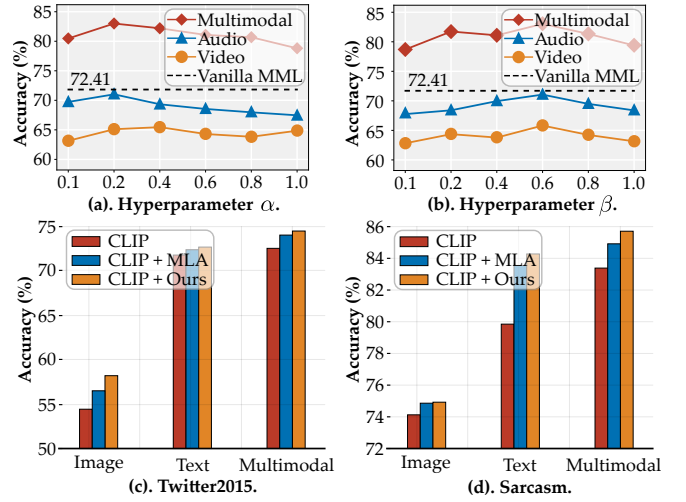 Accuracy (%)
85
80
75
70
65
60
Multimodal
Audio
Video
Vanilla MML
72.41
0.1 0.2 0.4 0.6 0.8 1.0
(a). Hyperparameter α.
Accuracy (%)
85
80
75
70
65
60
Multimodal
Audio
Video
Vanilla MML
72.41
0.1 0.2 0.4 0.6 0.8 1.0
(b). Hyperparameter β.
Accuracy (%)
75
70
65
60
55
50
CLIP
CLIP + MLA
CLIP + Ours
Image Text Multimodal
(c). Twitter2015.
Accuracy (%)
86
84
82
80
78
76
74
72
CLIP
CLIP + MLA
CLIP + Ours
Image Text Multimodal
(d). Sarcasm.